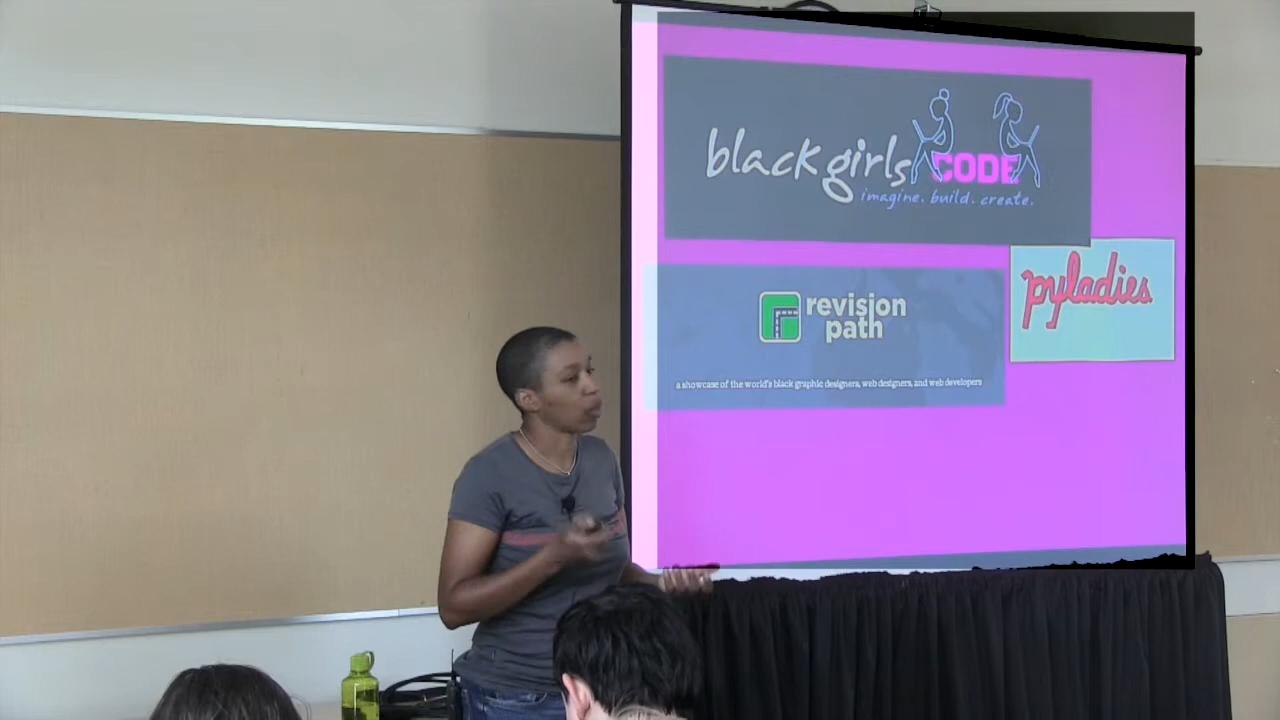 black girls CODE
imagine. build. create.
pyladies
revision
path
a showcase of the world's black graphic designers, web designers, and web developers